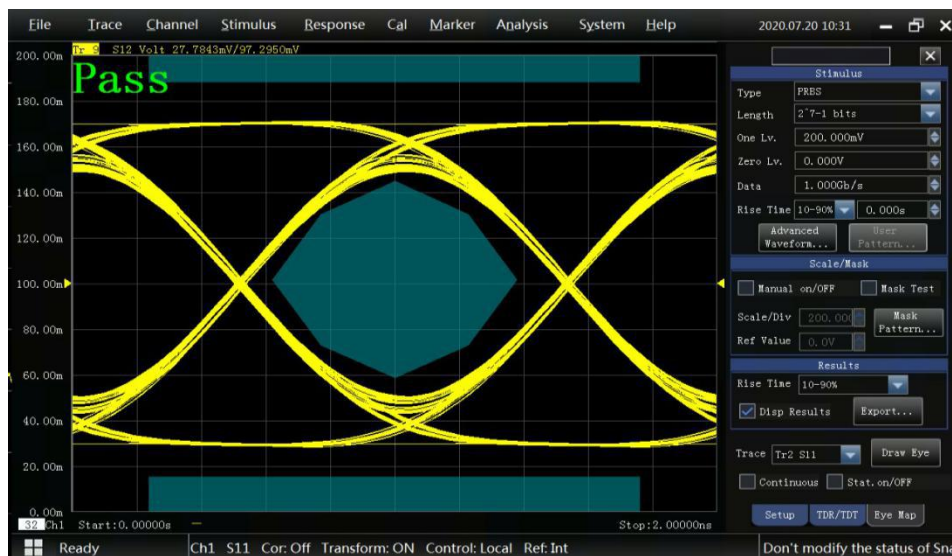 File Trace Channel Stimulus Response Cal Marker Analysis System Help 2020.07.20 10:31
Tr 9 S12 Volt 27.7843mV/97.2950mV
Pass
200.00m
180.00m
160.00m
140.00m
120.00m
100.00m
80.00m
60.00m
40.00m
20.00m
0.00m
32 Ch1 Start:0.00000s Stop:2.00000ns
Stimulus
Type PRBS
Length 2^7-1 bits
One Lv. 200.000mV
Zero Lv. 0.000V
Data 1.000Gb/s
Rise Time 10-90% 0.000s
Advanced Waveform...
User Pattern...
Scale/Mask
Manual on/OFF Mask Test
Scale/Div 200.000
Mask Pattern...
Ref Value 0.0V
Results
Rise Time 10-90%
Disp Results Export...
Trace Tr2 S11 Draw Eye
Continuous Stat.on/OFF
Setup TDR/TDT Eye Map
Ready Ch1 S11 Cor: Off Transform: ON Control: Local Ref: Int Don't modify the status of Sn